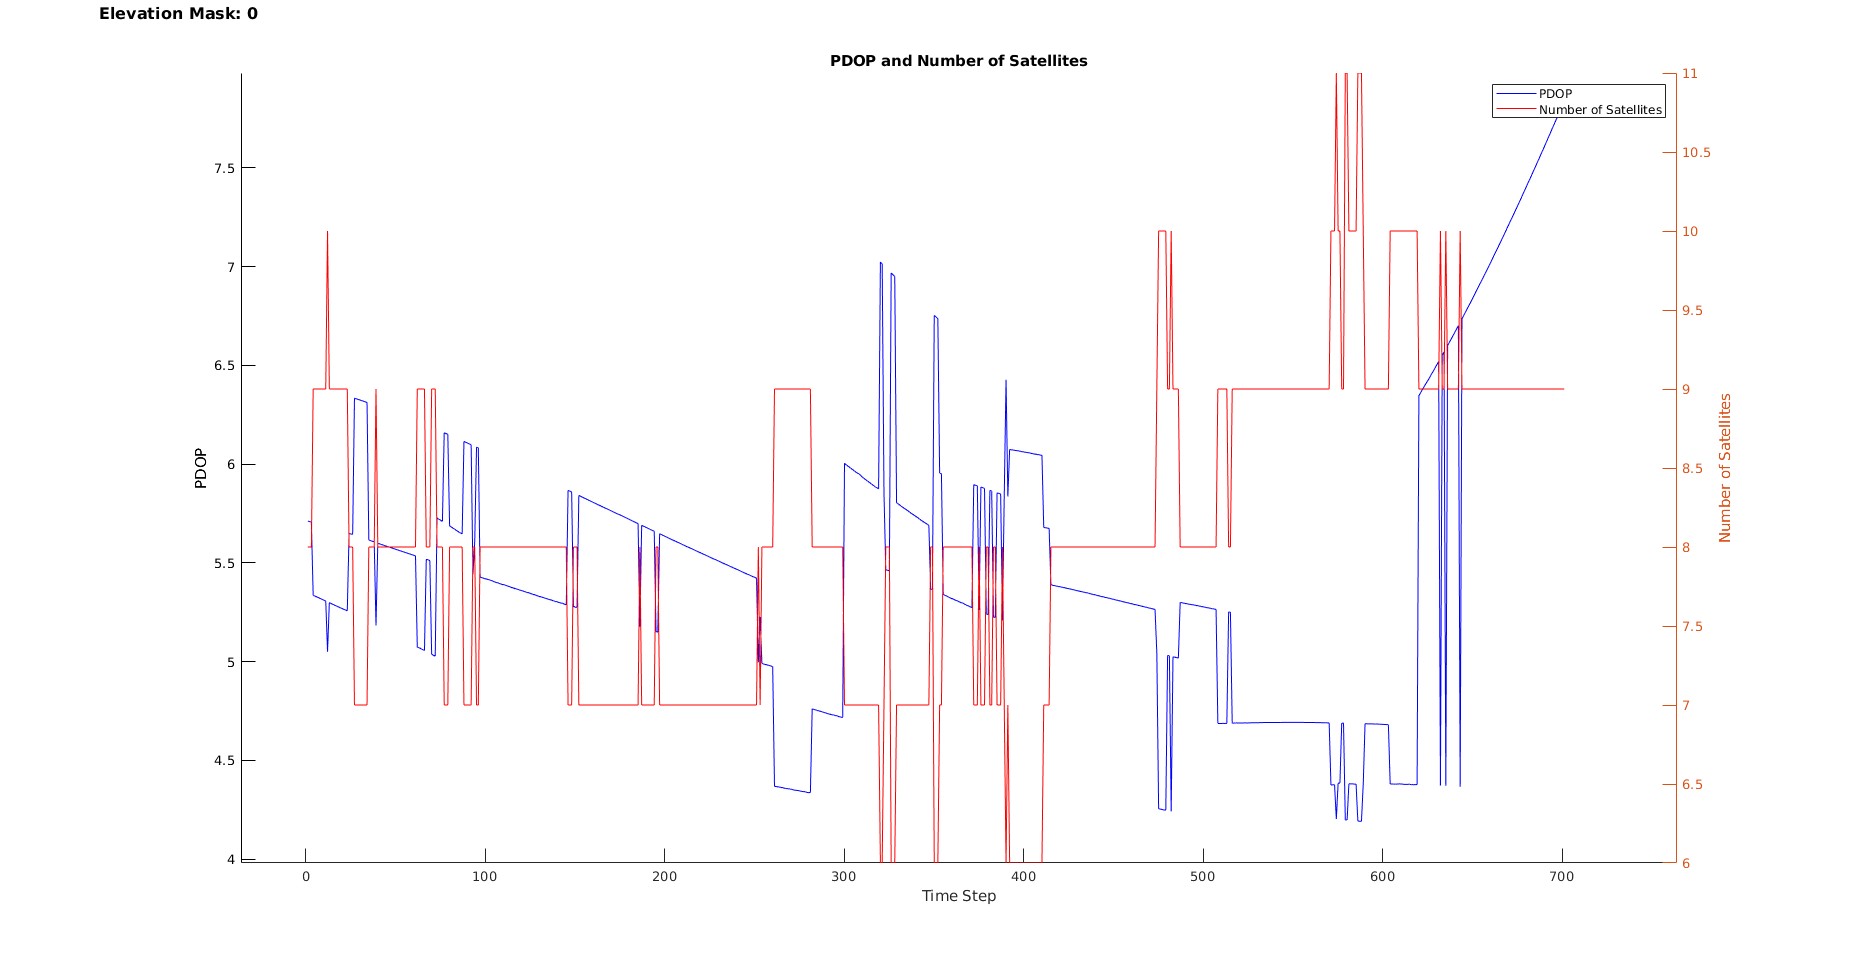 Elevation Mask: 0
PDOP and Number of Satellites
PDOP
Number of Satellites
7.5
7
6.5
6
5.5
5
4.5
4
PDOP
11
10.5
10
9.5
9
8.5
8
7.5
7
6.5
6
Number of Satellites
0 100 200 300 400 500 600 700
Time Step